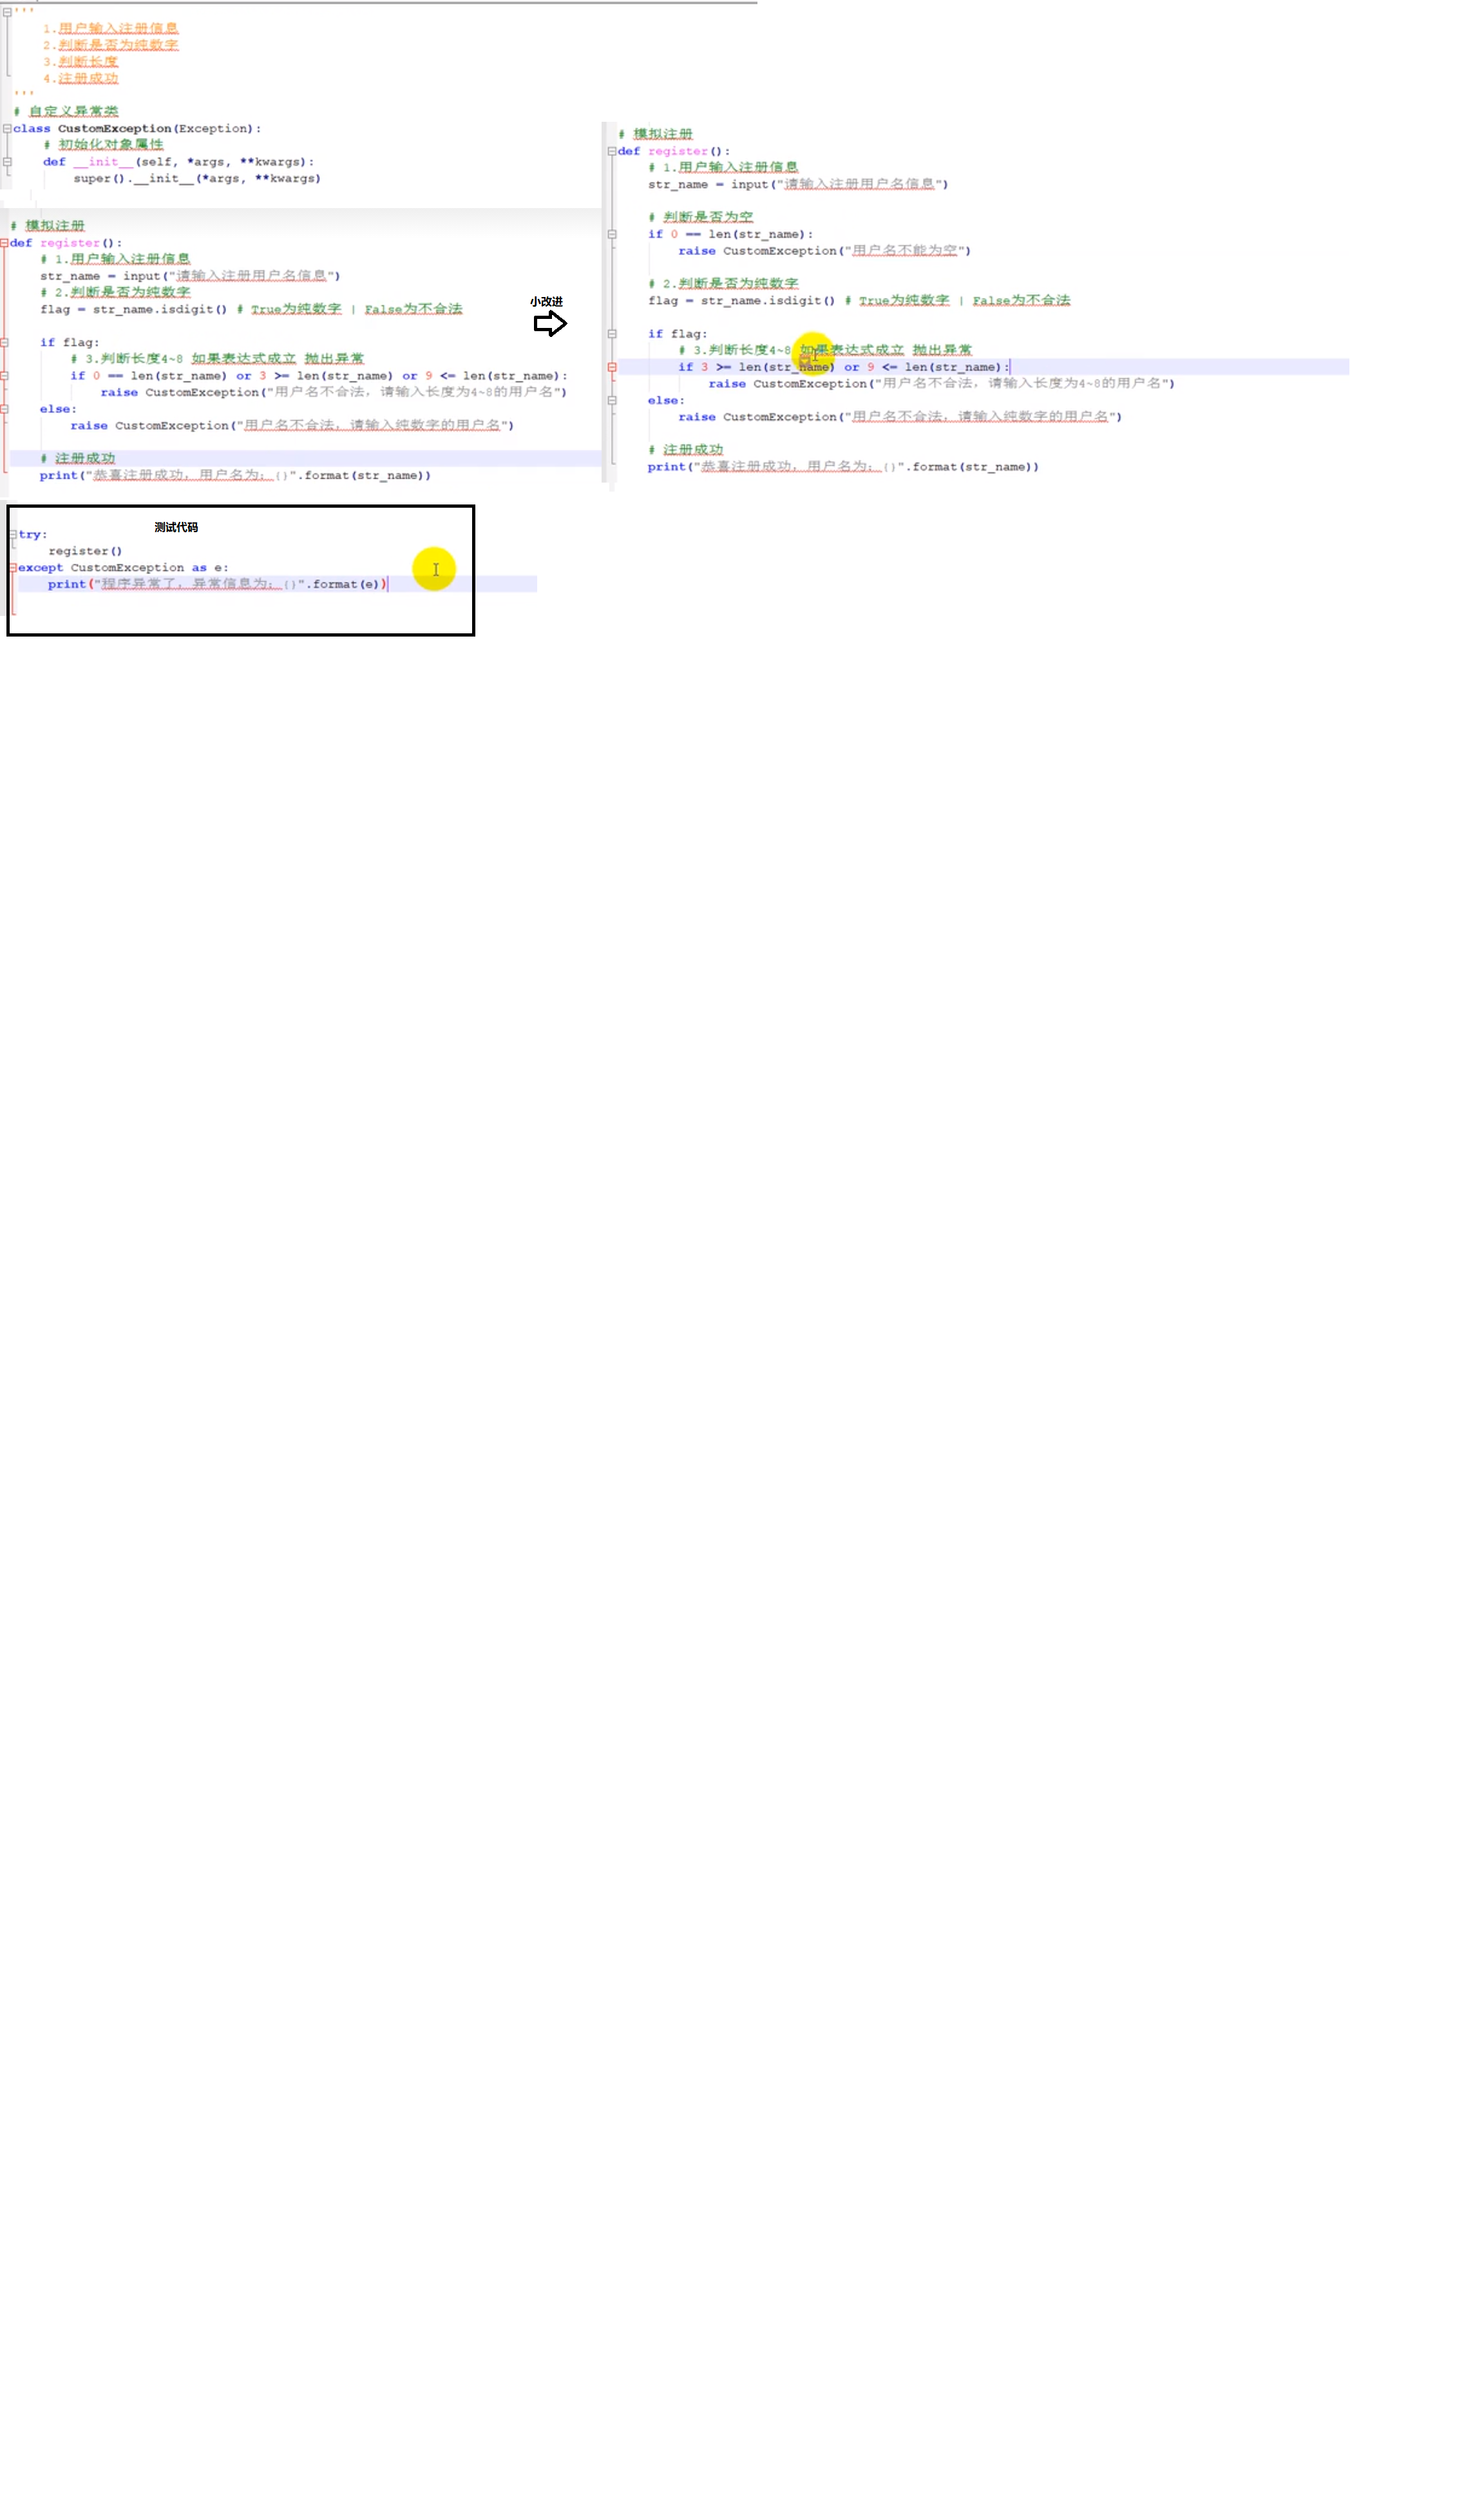 '''
    1.用户输入注册信息
    2.判断是否为纯数字
    3.判断长度
    4.注册成功
'''
# 自定义异常类
class CustomException(Exception):
    # 初始化对象属性
    def __init__(self, *args, **kwargs):
        super().__init__(*args, **kwargs)
# 模拟注册
def register():
    # 1.用户输入注册信息
    str_name = input("请输入注册用户名信息")
    # 2.判断是否为纯数字
    flag = str_name.isdigit() # True为纯数字 | False为不合法
    if flag:
        # 3.判断长度4~8 如果表达式成立 抛出异常
        if 0 == len(str_name) or 3 >= len(str_name) or 9 <= len(str_name):
            raise CustomException("用户名不合法，请输入长度为4~8的用户名")
    else:
        raise CustomException("用户名不合法，请输入纯数字的用户名")
    # 注册成功
    print("恭喜注册成功，用户名为：{}".format(str_name))
小改进
# 模拟注册
def register():
    # 1.用户输入注册信息
    str_name = input("请输入注册用户名信息")
    # 判断是否为空
    if 0 == len(str_name):
        raise CustomException("用户名不能为空")
    # 2.判断是否为纯数字
    flag = str_name.isdigit() # True为纯数字 | False为不合法
    if flag:
        # 3.判断长度4~8 如果表达式成立 抛出异常
        if 3 >= len(str_name) or 9 <= len(str_name):
            raise CustomException("用户名不合法，请输入长度为4~8的用户名")
    else:
        raise CustomException("用户名不合法，请输入纯数字的用户名")
    # 注册成功
    print("恭喜注册成功，用户名为：{}".format(str_name))
测试代码
try:
    register()
except CustomException as e:
    print("程序异常了，异常信息为：{}".format(e))